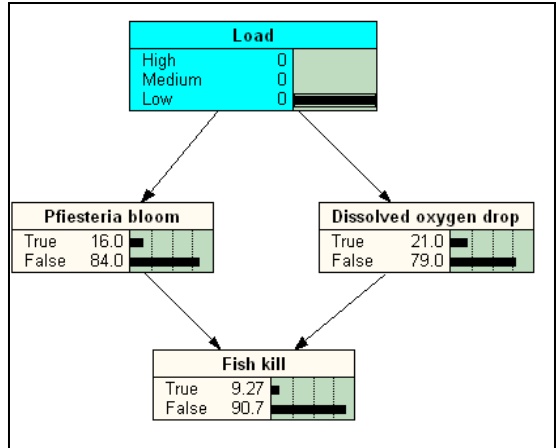 Load
High 0
Medium 0
Low 0
Pfiesteria bloom
True 16.0
False 84.0
Dissolved oxygen drop
True 21.0
False 79.0
Fish kill
True 9.27
False 90.7